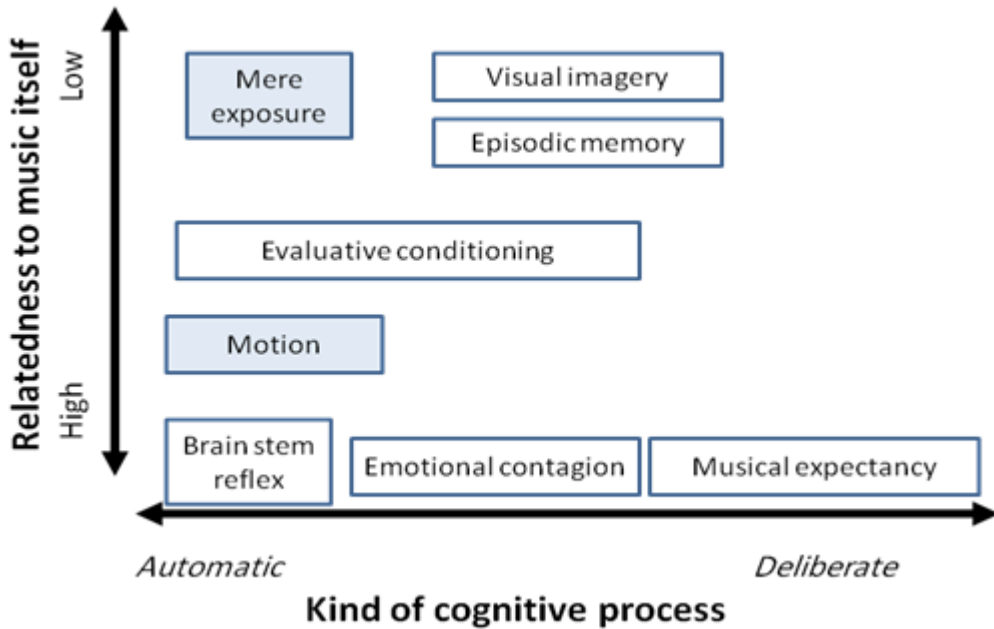 Relatedness to music itself
Low
High
Mere
exposure
Visual imagery
Episodic memory
Evaluative conditioning
Motion
Brain stem
reflex
Emotional contagion
Musical expectancy
Automatic
Deliberate
Kind of cognitive process